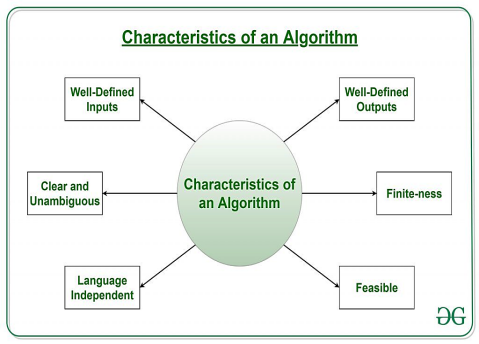 Characteristics of an Algorithm
Well-Defined
Inputs
Well-Defined
Outputs
Clear and
Unambiguous
Characteristics of
an Algorithm
Finite-ness
Language
Independent
Feasible